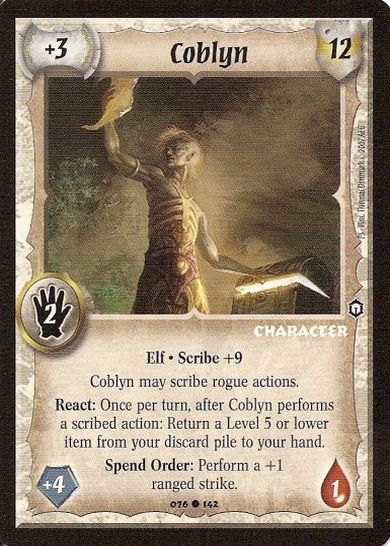 +3
Coblyn
12
2
CHARACTER
Elf • Scribe +9
Coblyn may scribe rogue actions.
React: Once per turn, after Coblyn performs
a scribed action: Return a Level 5 or lower
item from your discard pile to your hand.
Spend Order: Perform a +1
ranged strike.
+4
1
076 ● 142